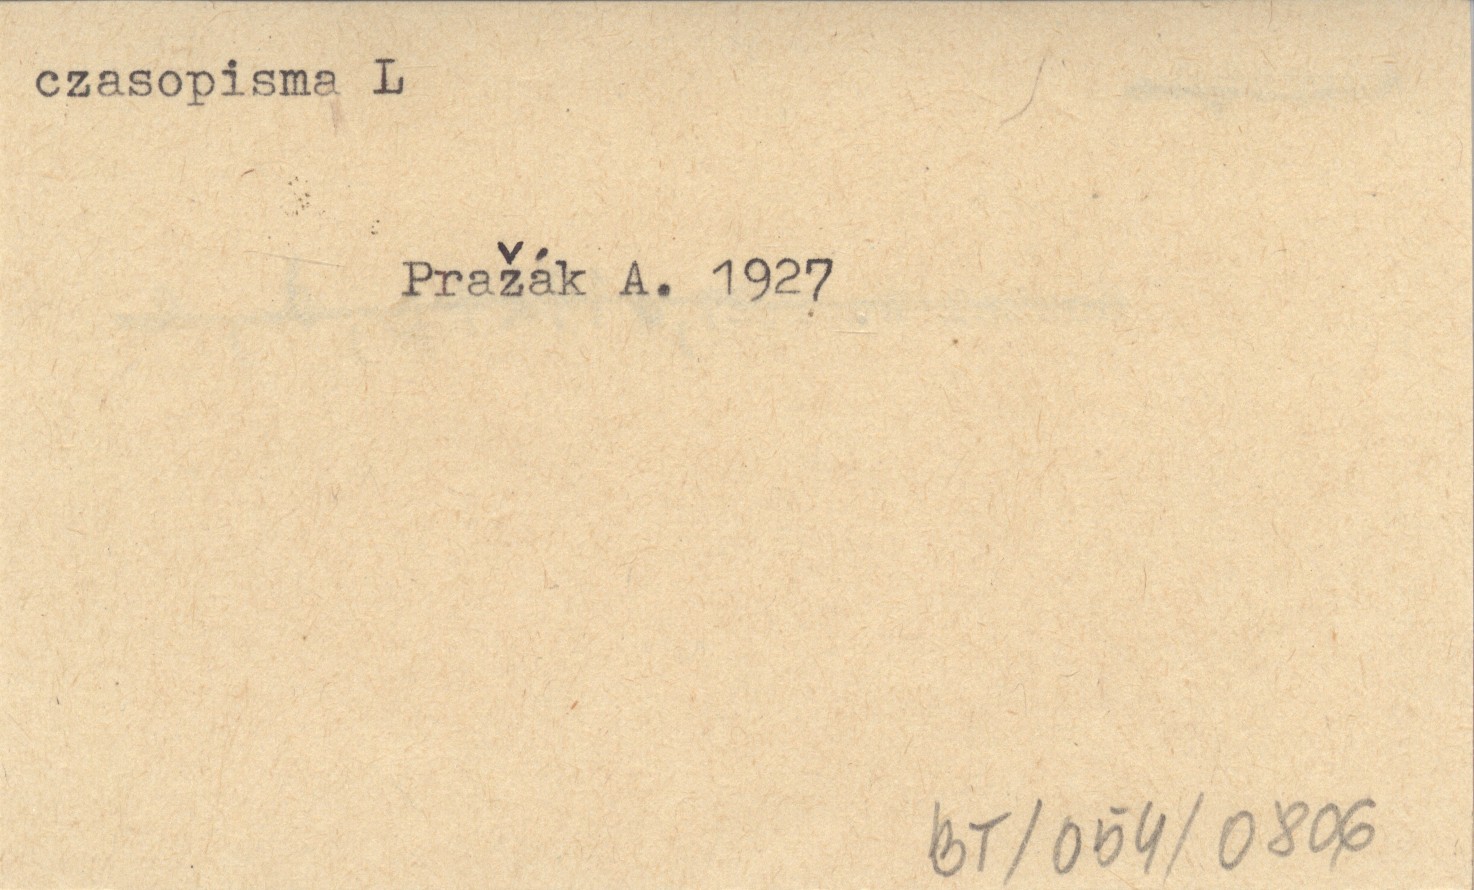 czasopisma L
Pražák A. 1927
BT/054/0806